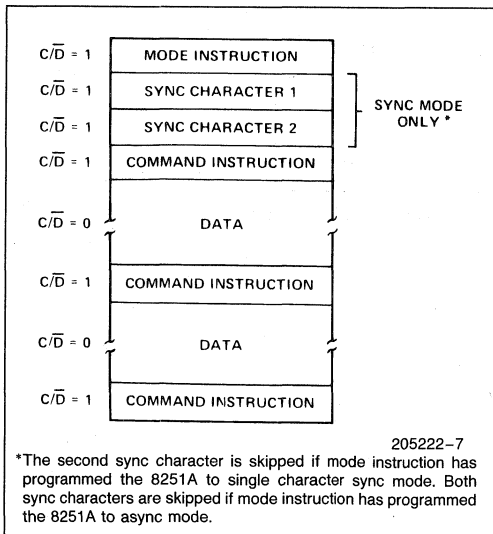 C/D̅ = 1 MODE INSTRUCTION
C/D̅ = 1 SYNC CHARACTER 1
SYNC MODE
ONLY *
C/D̅ = 1 SYNC CHARACTER 2
C/D̅ = 1 COMMAND INSTRUCTION
C/D̅ = 0 DATA
C/D̅ = 1 COMMAND INSTRUCTION
C/D̅ = 0 DATA
C/D̅ = 1 COMMAND INSTRUCTION
205222–7
*The second sync character is skipped if mode instruction has
programmed the 8251A to single character sync mode. Both
sync characters are skipped if mode instruction has programmed
the 8251A to async mode.